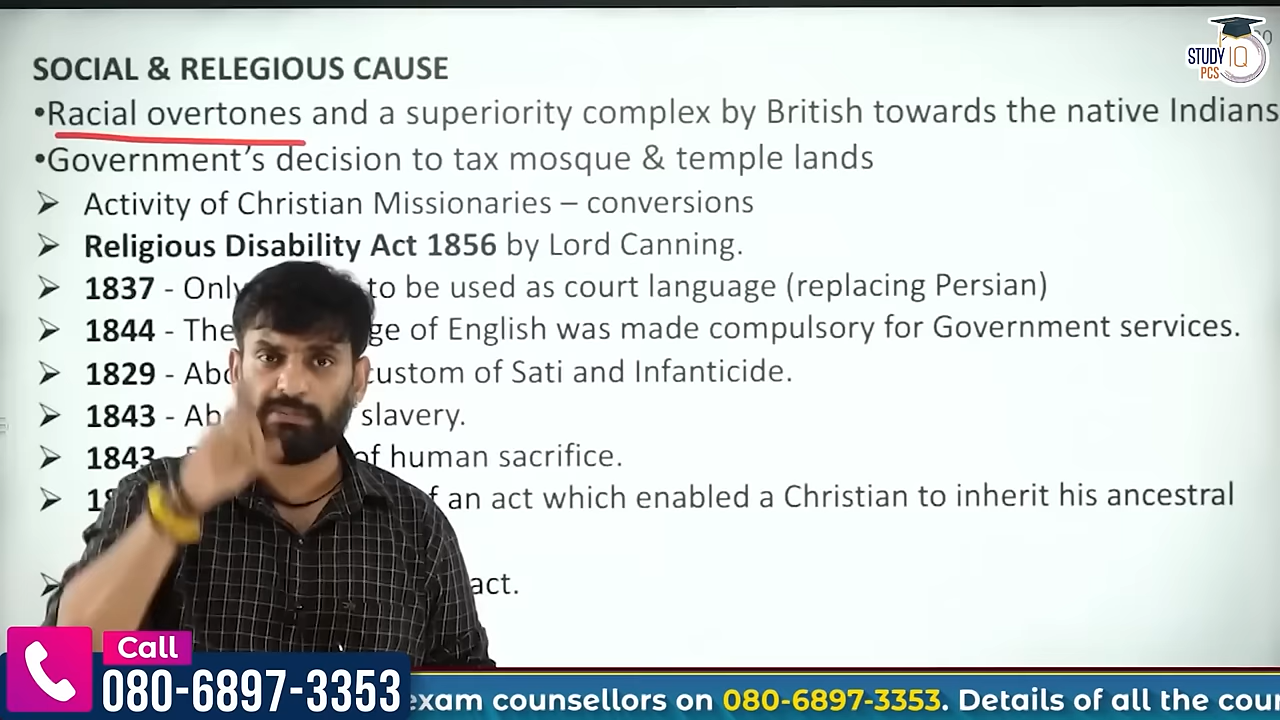 STUDY IQ
PCS
SOCIAL & RELEGIOUS CAUSE
•Racial overtones and a superiority complex by British towards the native Indians
•Government's decision to tax mosque & temple lands
➢ Activity of Christian Missionaries – conversions
➢ Religious Disability Act 1856 by Lord Canning.
➢ 1837 - Only to be used as court language (replacing Persian)
➢ 1844 - The of English was made compulsory for Government services.
➢ 1829 - custom of Sati and Infanticide.
➢ 1843 - slavery.
➢ 1843 of human sacrifice.
➢ an act which enabled a Christian to inherit his ancestral
➢ act.
Call
080-6897-3353
exam counsellors on 080-6897-3353. Details of all the